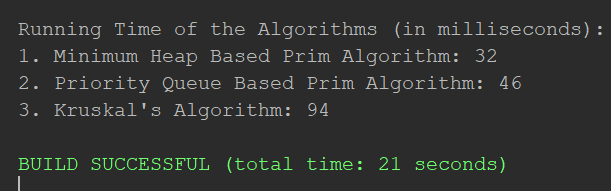 Running Time of the Algorithms (in milliseconds):
1. Minimum Heap Based Prim Algorithm: 32
2. Priority Queue Based Prim Algorithm: 46
3. Kruskal's Algorithm: 94
BUILD SUCCESSFUL (total time: 21 seconds)